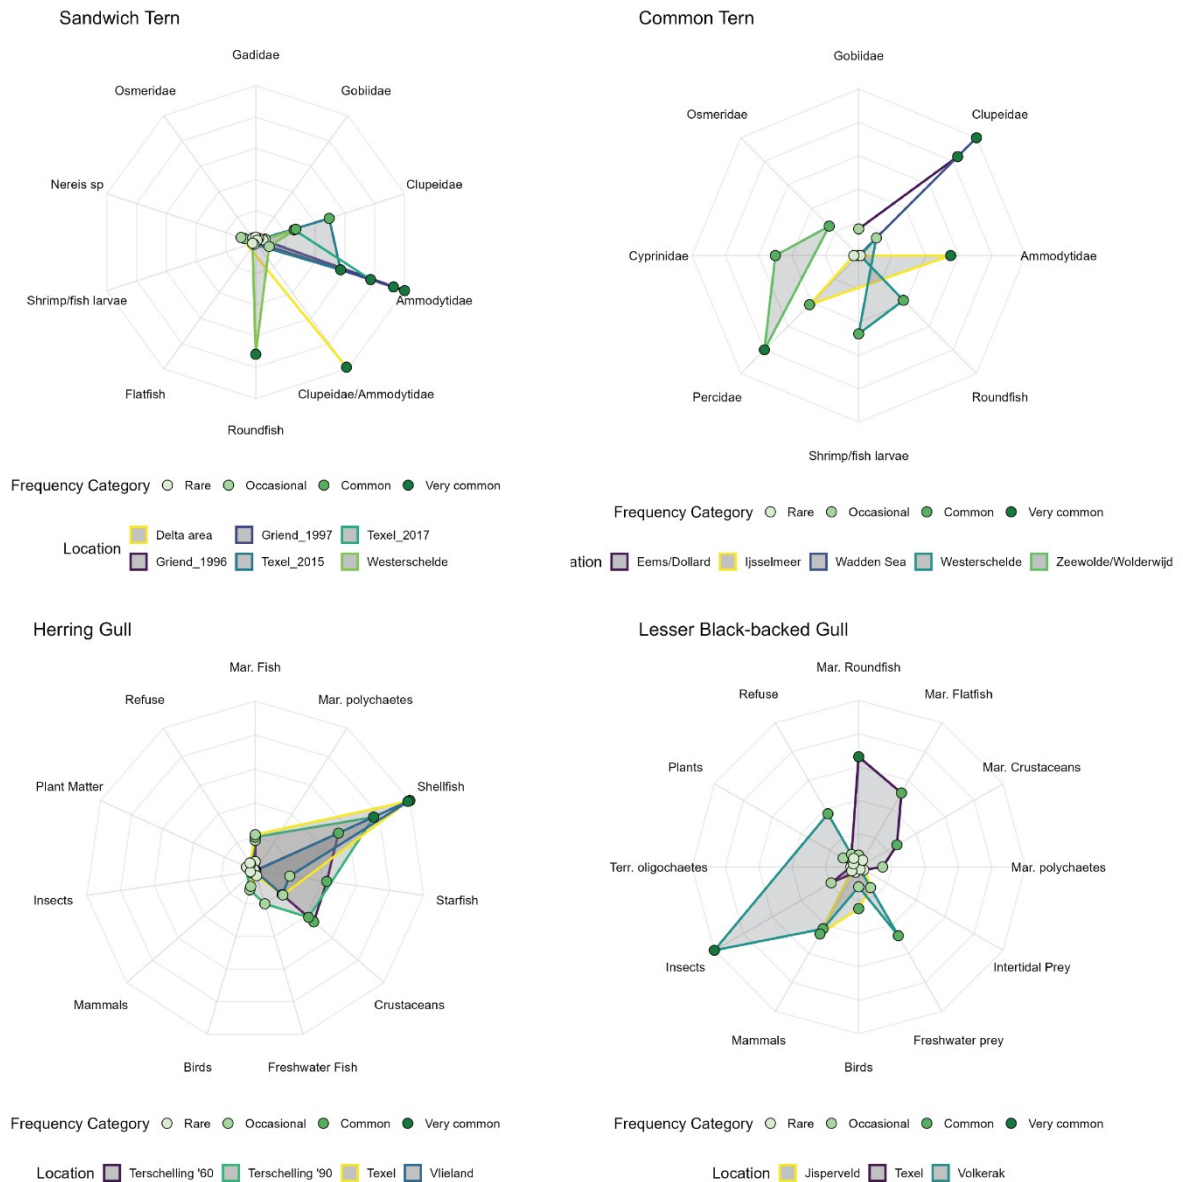 Sandwich Tern
Gadidae
Osmeridae
Gobiidae
Nereis sp
Clupeidae
Shrimp/fish larvae
Ammodytidae
Flatfish
Clupeidae/Ammodytidae
Roundfish
Frequency Category Rare Occasional Common Very common
Location
Delta area Griend_1997 Texel_2017
Griend_1996 Texel_2015 Westerschelde
Common Tern
Gobiidae
Osmeridae
Clupeidae
Cyprinidae
Ammodytidae
Percidae
Roundfish
Shrimp/fish larvae
Frequency Category Rare Occasional Common Very common
ation Eems/Dollard Ijsselmeer Wadden Sea Westerschelde Zeewolde/Wolderwijd
Herring Gull
Mar. Fish
Refuse
Mar. polychaetes
Plant Matter
Shellfish
Insects
Starfish
Mammals
Crustaceans
Birds
Freshwater Fish
Frequency Category Rare Occasional Common Very common
Location Terschelling '60 Terschelling '90 Texel Vlieland
Lesser Black-backed Gull
Mar. Roundfish
Refuse
Mar. Flatfish
Plants
Mar. Crustaceans
Terr. oligochaetes
Mar. polychaetes
Insects
Intertidal Prey
Mammals
Freshwater prey
Birds
Frequency Category Rare Occasional Common Very common
Location Jisperveld Texel Volkerak